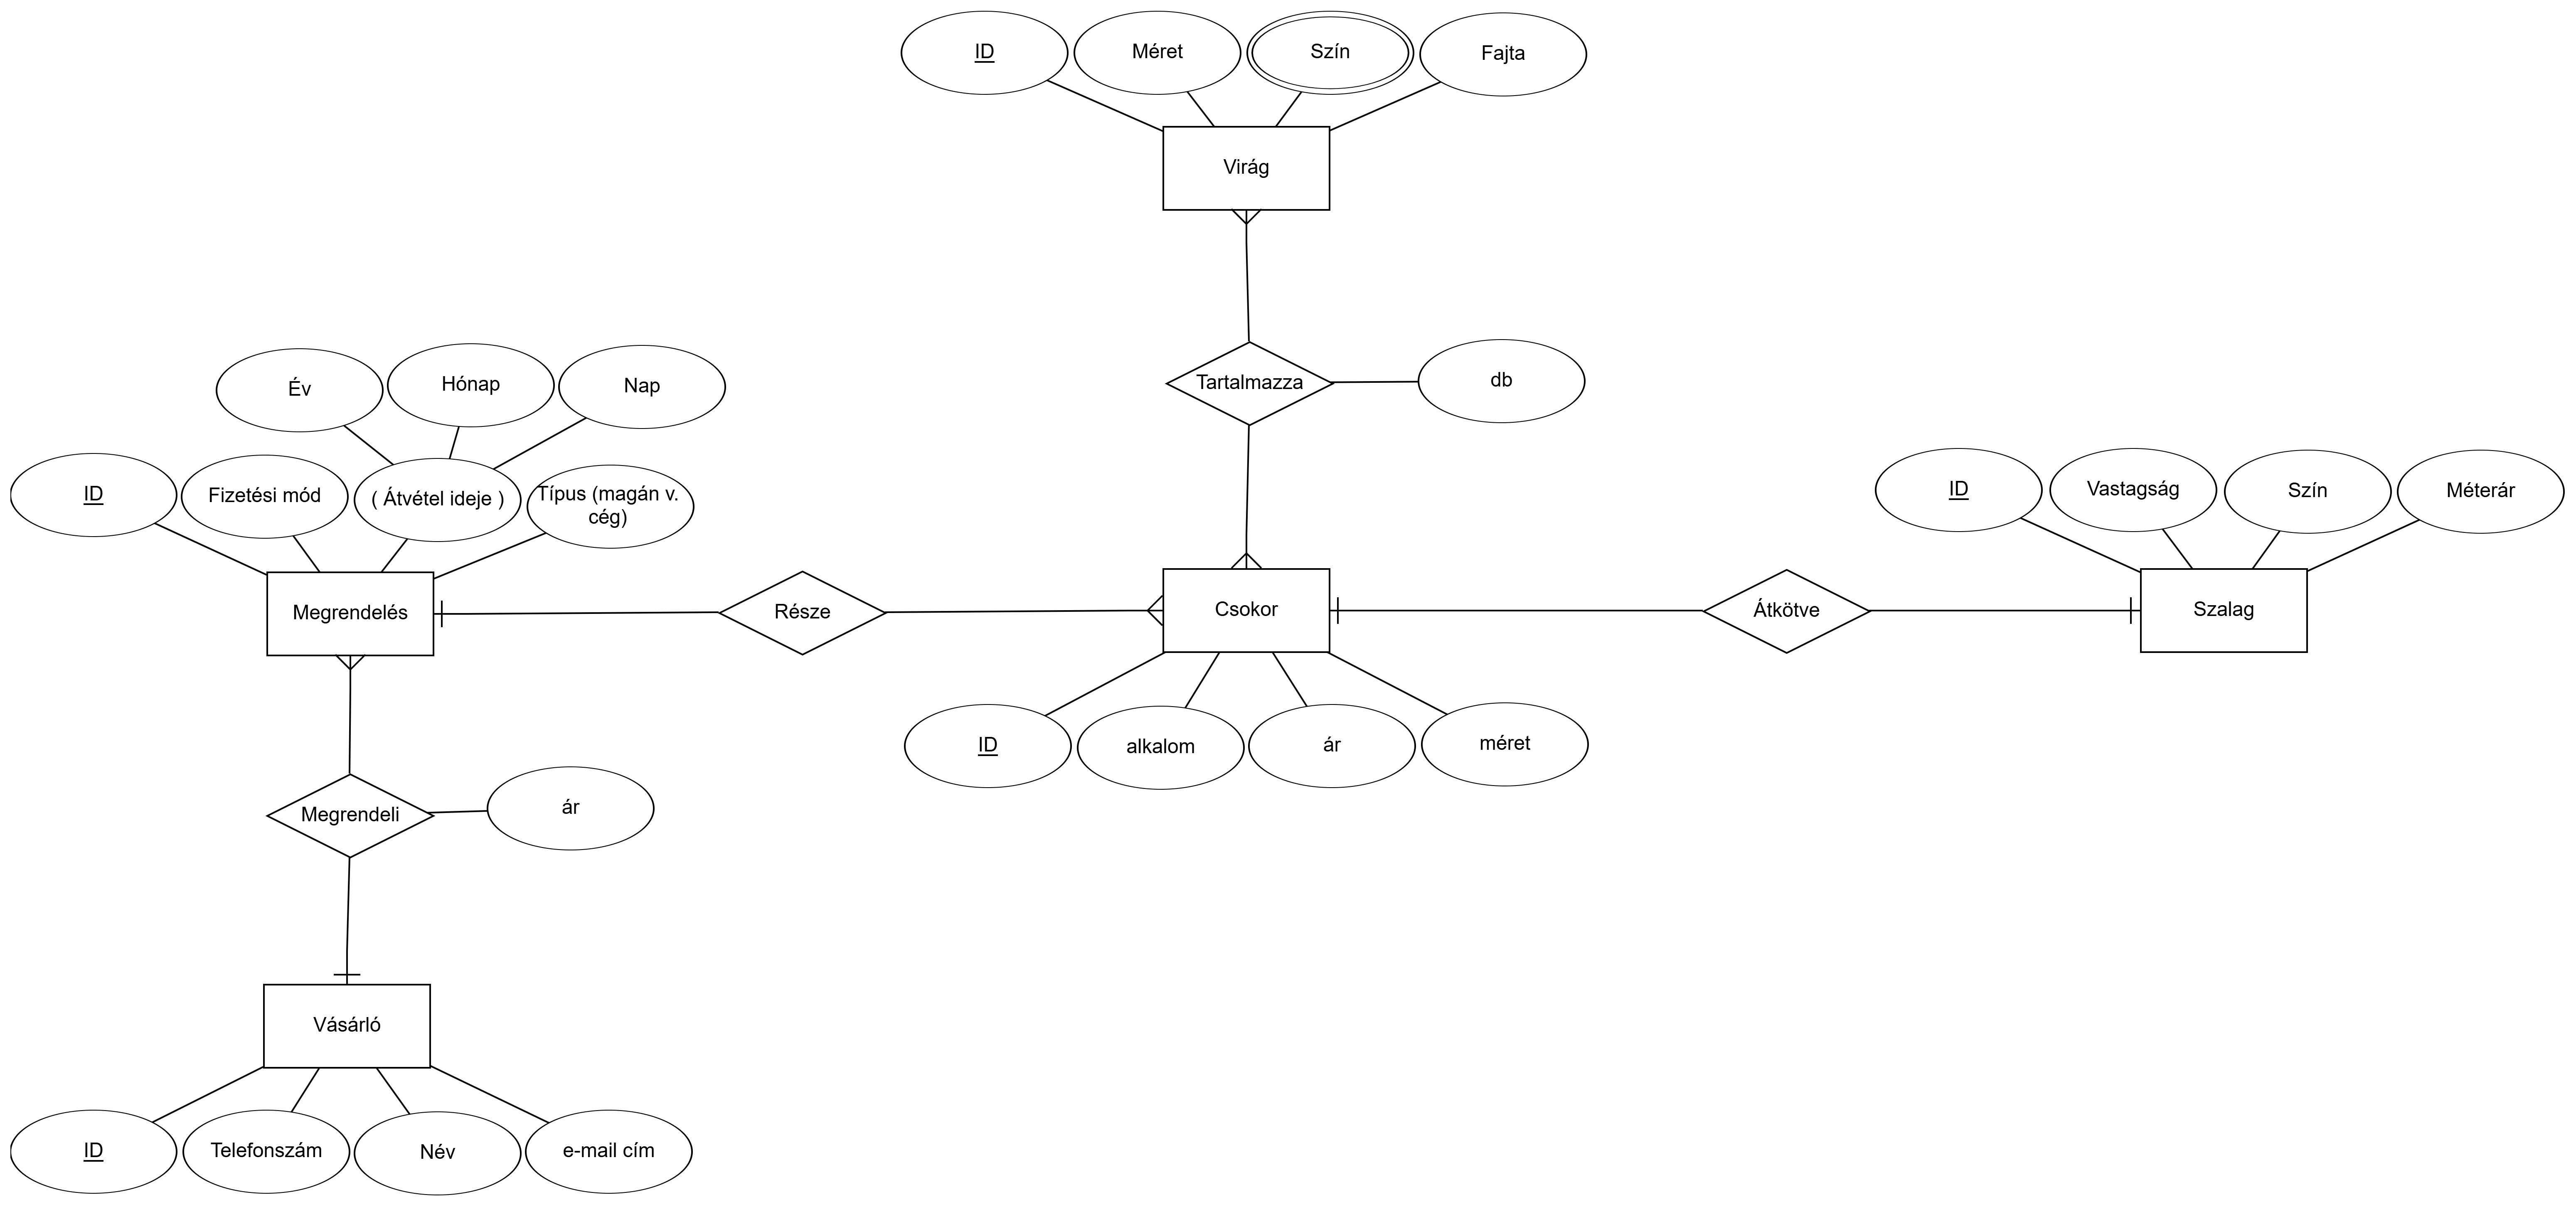 ID
Méret
Szín
Fajta
Virág
Tartalmazza
db
Év
Hónap
Nap
ID
Fizetési mód
( Átvétel ideje )
Típus (magán v.
cég)
ID
Vastagság
Szín
Méterár
Megrendelés
Része
Csokor
Átkötve
Szalag
ID
alkalom
ár
méret
Megrendeli
ár
Vásárló
ID
Telefonszám
Név
e-mail cím